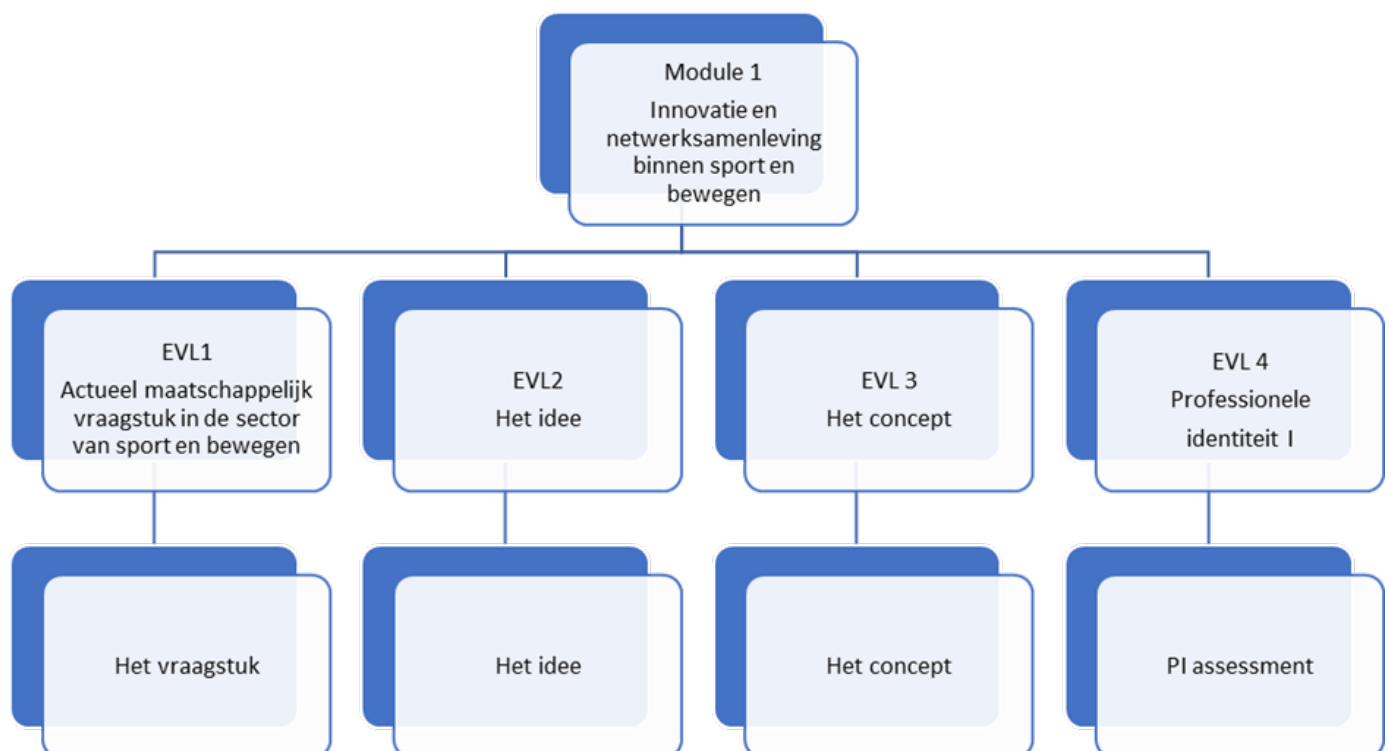 Module 1
Innovatie en
netwerksamenleving
binnen sport en
bewegen
EVL1
Actueel maatschappelijk
vraagstuk in de sector
van sport en bewegen
EVL2
Het idee
EVL 3
Het concept
EVL 4
Professionele
identiteit I
Het vraagstuk
Het idee
Het concept
PI assessment